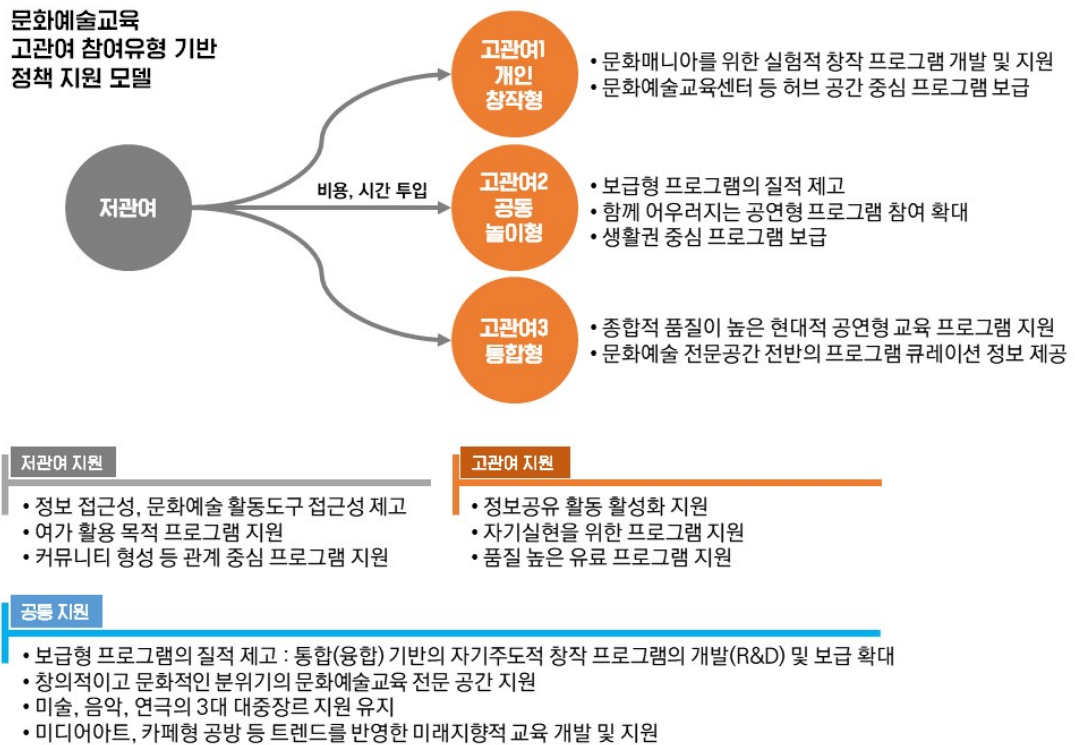 문화예술교육
고관여 참여유형 기반
정책 지원 모델
저관여
비용, 시간 투입
고관여1
개인
창작형
• 문화매니아를 위한 실험적 창작 프로그램 개발 및 지원
• 문화예술교육센터 등 허브 공간 중심 프로그램 보급
고관여2
공동
놀이형
• 보급형 프로그램의 질적 제고
• 함께 어우러지는 공연형 프로그램 참여 확대
• 생활권 중심 프로그램 보급
고관여3
통합형
• 종합적 품질이 높은 현대적 공연형 교육 프로그램 지원
• 문화예술 전문공간 전반의 프로그램 큐레이션 정보 제공
저관여 지원
• 정보 접근성, 문화예술 활동도구 접근성 제고
• 여가 활용 목적 프로그램 지원
• 커뮤니티 형성 등 관계 중심 프로그램 지원
고관여 지원
• 정보공유 활동 활성화 지원
• 자기실현을 위한 프로그램 지원
• 품질 높은 유료 프로그램 지원
공통 지원
• 보급형 프로그램의 질적 제고 : 통합(융합) 기반의 자기주도적 창작 프로그램의 개발(R&D) 및 보급 확대
• 창의적이고 문화적인 분위기의 문화예술교육 전문 공간 지원
• 미술, 음악, 연극의 3대 대중장르 지원 유지
• 미디어아트, 카페형 공방 등 트렌드를 반영한 미래지향적 교육 개발 및 지원